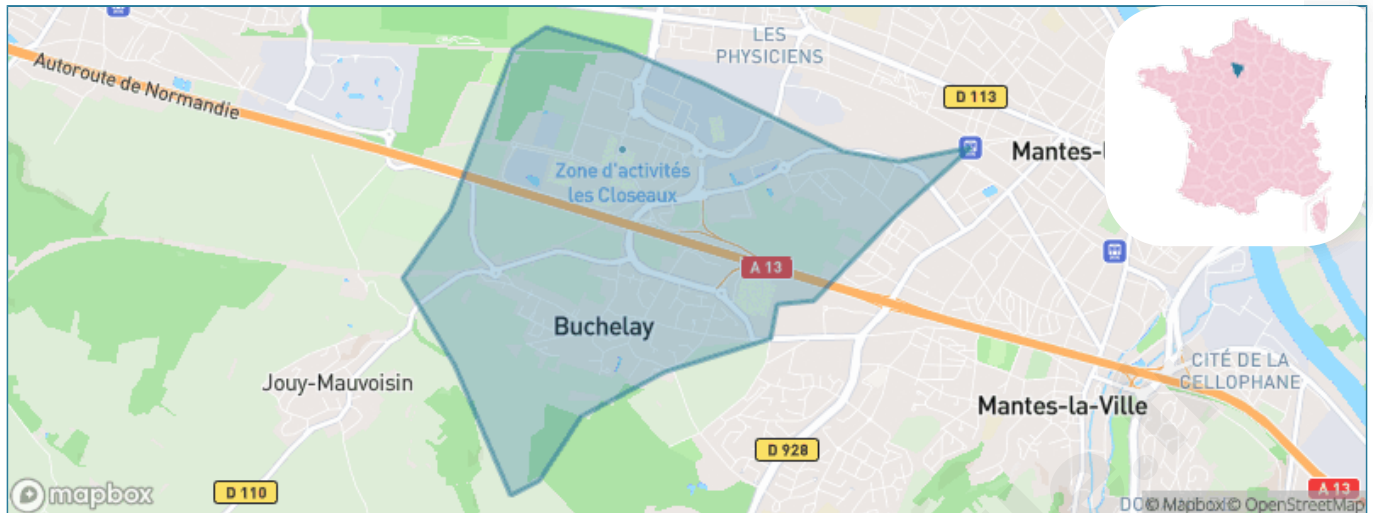 LES
PHYSICIENS
Autoroute de Normandie
D 113
Mantes-
Zone d'activités
les Closeaux
A 13
Buchelay
Jouy-Mauvoisin
CITÉ DE LA
CELLOPHANE
Mantes-la-Ville
D 928
D 110
A 13
mapbox
© Mapbox © OpenStreetMap